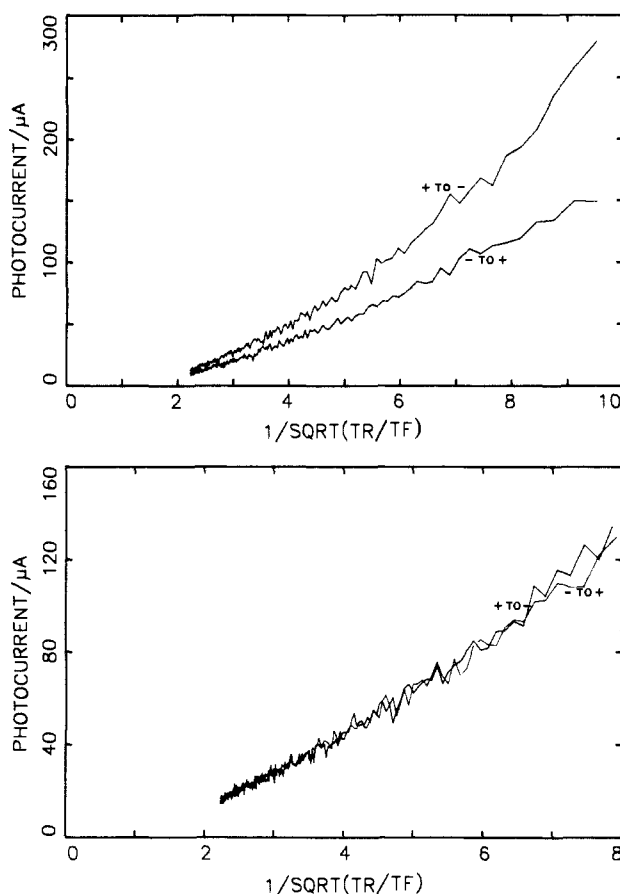 300
200
100
0
PHOTOCURRENT/µA
+ TO -
- TO +
0 2 4 6 8 10
1/SQRT(TR/TF)
160
120
80
40
0
PHOTOCURRENT/µA
+ TO -
- TO +
0 2 4 6 8
1/SQRT(TR/TF)